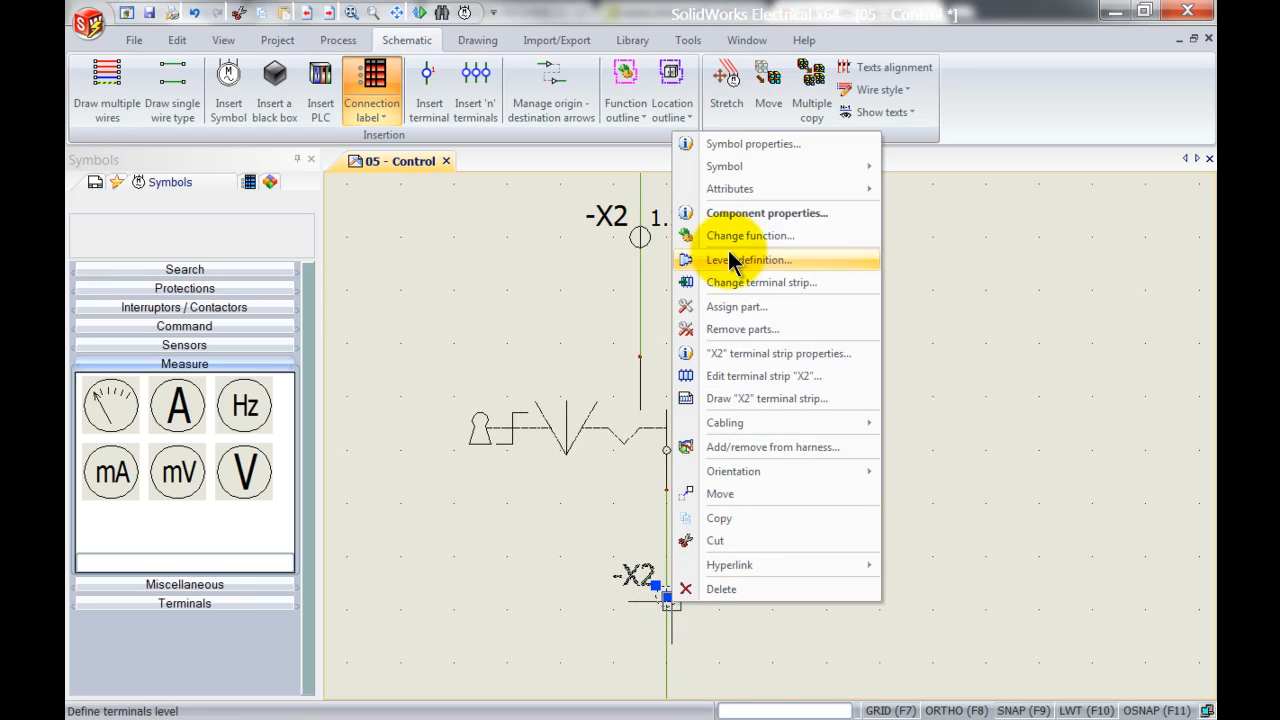 SolidWorks Electrical x64 - [05 - Control *]
File Edit View Project Process Schematic Drawing Import/Export Library Tools Window Help
Draw multiple wires
Draw single wire type
Insert Symbol
Insert a black box
Insert PLC
Connection label
Insert terminal
Insert 'n' terminals
Manage origin - destination arrows
Function outline
Location outline
Stretch
Move
Multiple copy
Texts alignment
Wire style
Show texts
Insertion
Symbols
Symbols
Search
Protections
Interruptors / Contactors
Command
Sensors
Measure
A
Hz
mA
mV
V
Miscellaneous
Terminals
05 - Control
-X2
1.
-X2
Symbol properties...
Symbol
Attributes
Component properties...
Change function...
definition...
Change terminal strip...
Assign part...
Remove parts...
"X2" terminal strip properties...
Edit terminal strip "X2"...
Draw "X2" terminal strip...
Cabling
Add/remove from harness...
Orientation
Move
Copy
Cut
Hyperlink
Delete
Define terminals level
GRID (F7) ORTHO (F8) SNAP (F9) LWT (F10) OSNAP (F11)